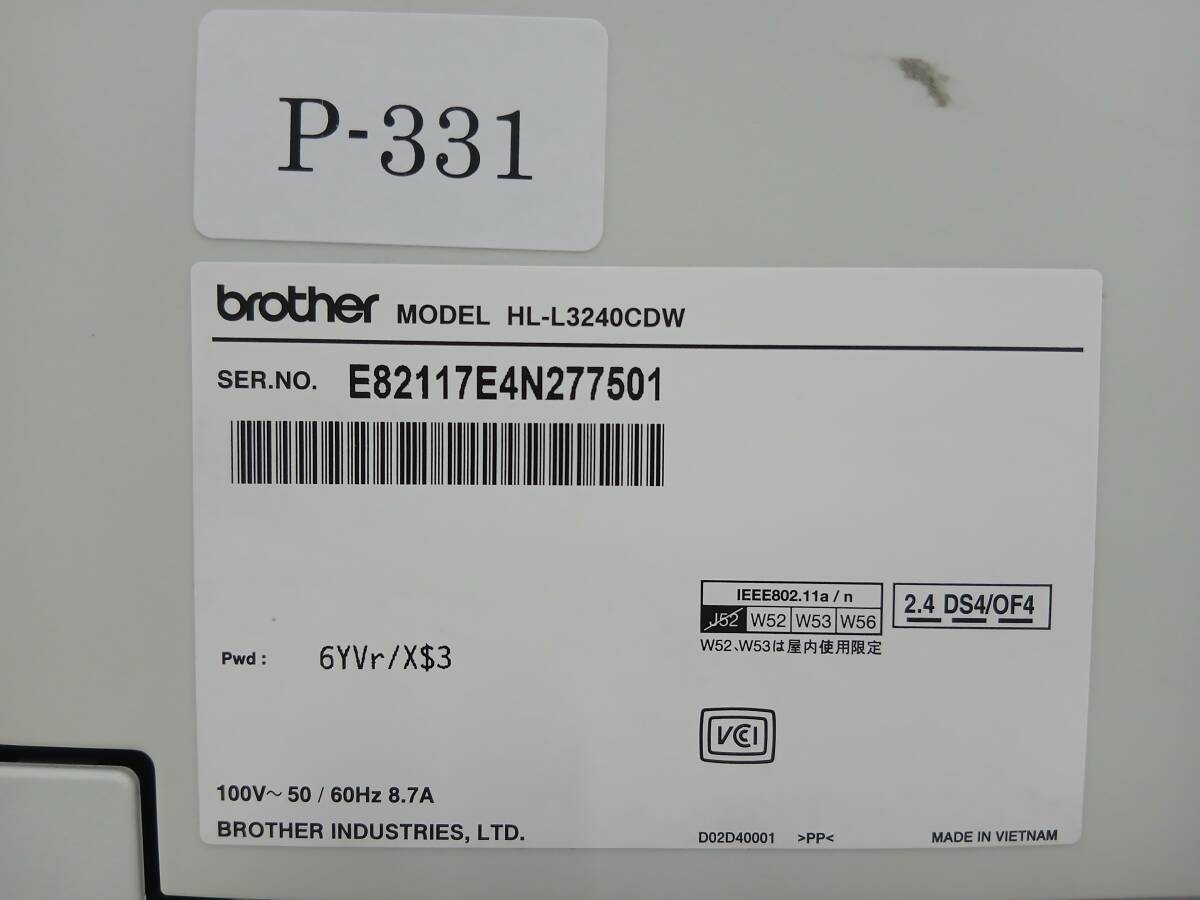 P-331
brother MODEL HL-L3240CDW
SER.NO. E82117E4N277501
IEEE802.11a / n
J52 W52 W53 W56
2.4 DS4/OF4
W52、W53は屋内使用限定
Pwd : 6YVr/X$3
VCI
100V～ 50 / 60Hz 8.7A
BROTHER INDUSTRIES, LTD.
D02D40001 >PP< MADE IN VIETNAM